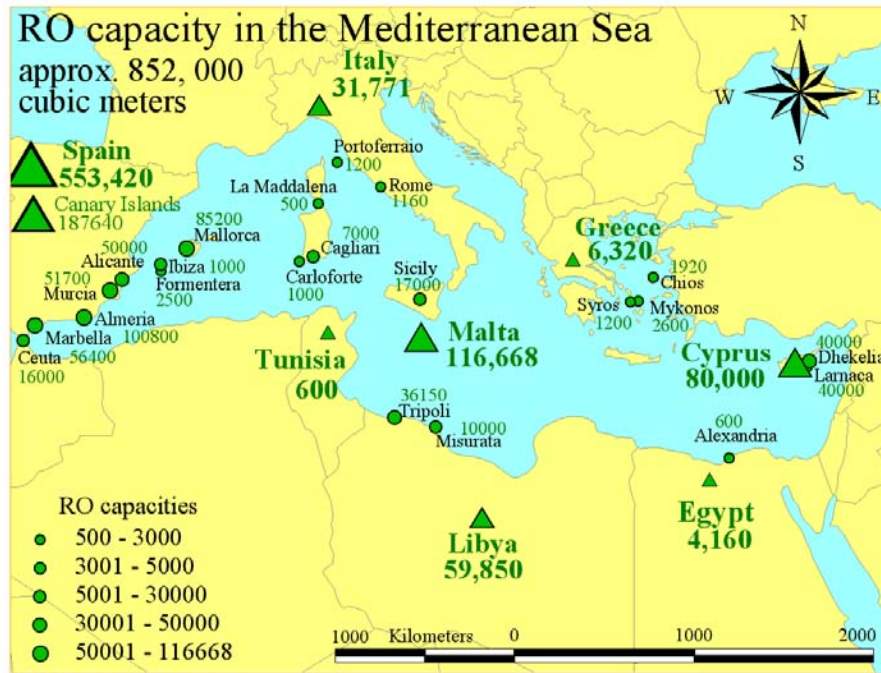 RO capacity in the Mediterranean Sea
approx. 852, 000
cubic meters
N
W
E
S
Italy
31,771
Spain
553,420
Canary Islands
187640
Portoferraio
1200
La Maddalena
500
Rome
1160
85200
Mallorca
50000
Alicante
Ibiza
1000
Formentera
2500
51700
Murcia
Almeria
100800
Marbella
56400
Ceuta
16000
7000
Cagliari
Carloforte
1000
Sicily
17000
Greece
6,320
1920
Chios
Syros
1200
Mykonos
2600
Malta
116,668
Tunisia
600
Cyprus
80,000
40000
Dhekelia
Larnaca
40000
36150
Tripoli
10000
Misurata
600
Alexandria
Egypt
4,160
Libya
59,850
RO capacities
500 - 3000
3001 - 5000
5001 - 30000
30001 - 50000
50001 - 116668
1000 Kilometers 0 1000 2000